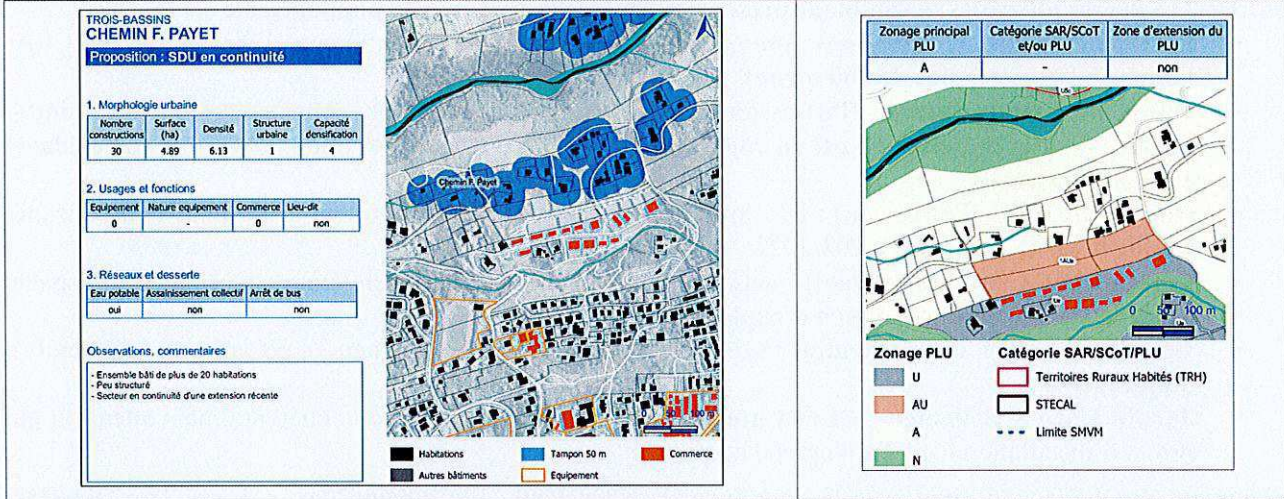 TROIS-BASSINS
CHEMIN F. PAYET
Proposition : SDU en continuité
1. Morphologie urbaine
Nombre constructions Surface (ha) Densité Structure urbaine Capacité densification
30 4.89 6.13 1 4
2. Usages et fonctions
Equipement Nature equipement Commerce Lieu-dit
0 - 0 non
3. Réseaux et desserte
Eau potable Assainissement collectif Arrêt de bus
oui non non
Observations, commentaires
- Ensemble bâti de plus de 20 habitations
- Peu structuré
- Secteur en continuité d'une extension récente
Chemin F. Payet
0 50 100 m
Habitations
Tampon 50 m
Commerce
Autres bâtiments
Equipement
Zonage principal PLU Catégorie SAR/SCoT et/ou PLU Zone d'extension du PLU
A - non
0 50 100 m
Zonage PLU
U
AU
A
N
Catégorie SAR/SCoT/PLU
Territoires Ruraux Habités (TRH)
STECAL
Limite SMVM